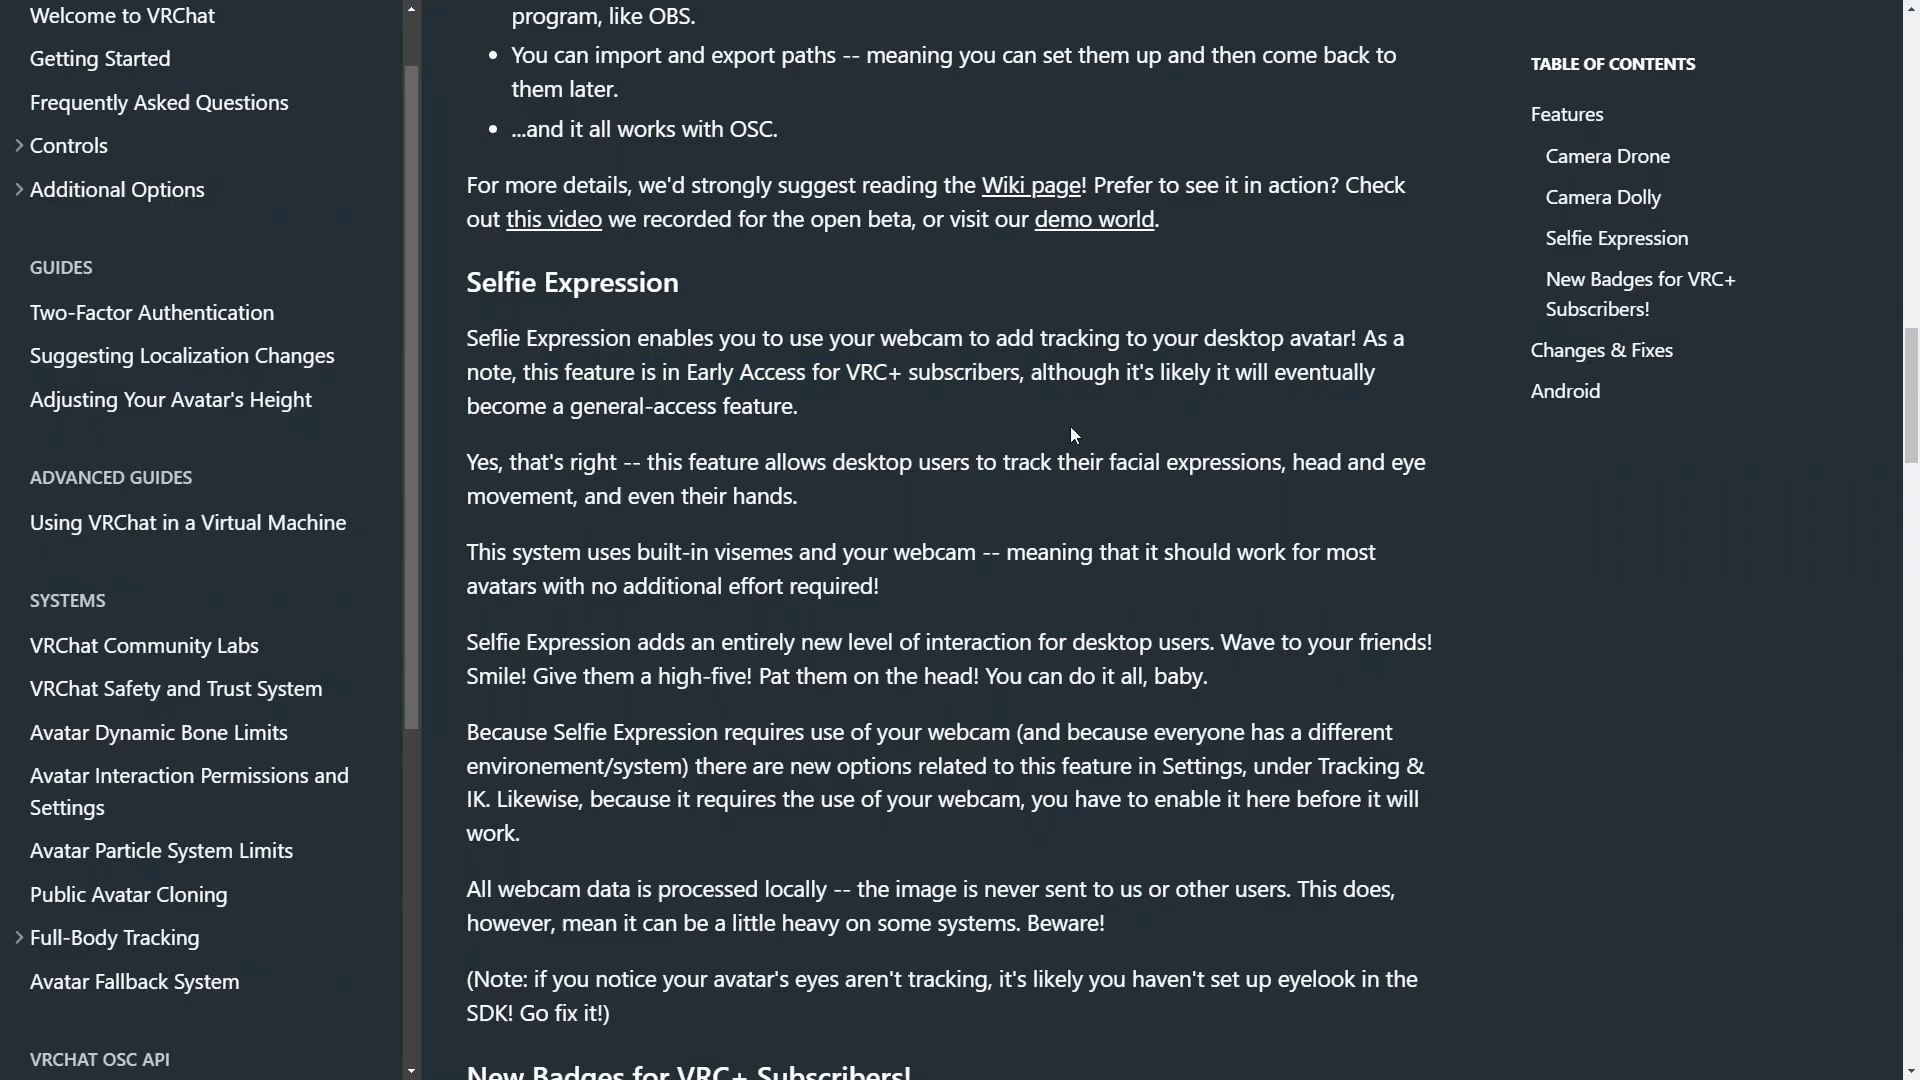 Welcome to VRChat
Getting Started
Frequently Asked Questions
Controls
Additional Options
GUIDES
Two-Factor Authentication
Suggesting Localization Changes
Adjusting Your Avatar's Height
ADVANCED GUIDES
Using VRChat in a Virtual Machine
SYSTEMS
VRChat Community Labs
VRChat Safety and Trust System
Avatar Dynamic Bone Limits
Avatar Interaction Permissions and
Settings
Avatar Particle System Limits
Public Avatar Cloning
Full-Body Tracking
Avatar Fallback System
VRCHAT OSC API
program, like OBS.
• You can import and export paths -- meaning you can set them up and then come back to
them later.
• ...and it all works with OSC.
For more details, we'd strongly suggest reading the Wiki page! Prefer to see it in action? Check
out this video we recorded for the open beta, or visit our demo world.
Selfie Expression
Seflie Expression enables you to use your webcam to add tracking to your desktop avatar! As a
note, this feature is in Early Access for VRC+ subscribers, although it's likely it will eventually
become a general-access feature.
Yes, that's right -- this feature allows desktop users to track their facial expressions, head and eye
movement, and even their hands.
This system uses built-in visemes and your webcam -- meaning that it should work for most
avatars with no additional effort required!
Selfie Expression adds an entirely new level of interaction for desktop users. Wave to your friends!
Smile! Give them a high-five! Pat them on the head! You can do it all, baby.
Because Selfie Expression requires use of your webcam (and because everyone has a different
environement/system) there are new options related to this feature in Settings, under Tracking &
IK. Likewise, because it requires the use of your webcam, you have to enable it here before it will
work.
All webcam data is processed locally -- the image is never sent to us or other users. This does,
however, mean it can be a little heavy on some systems. Beware!
(Note: if you notice your avatar's eyes aren't tracking, it's likely you haven't set up eyelook in the
SDK! Go fix it!)
New Badges for VRC+ Subscribers!
TABLE OF CONTENTS
Features
Camera Drone
Camera Dolly
Selfie Expression
New Badges for VRC+
Subscribers!
Changes & Fixes
Android